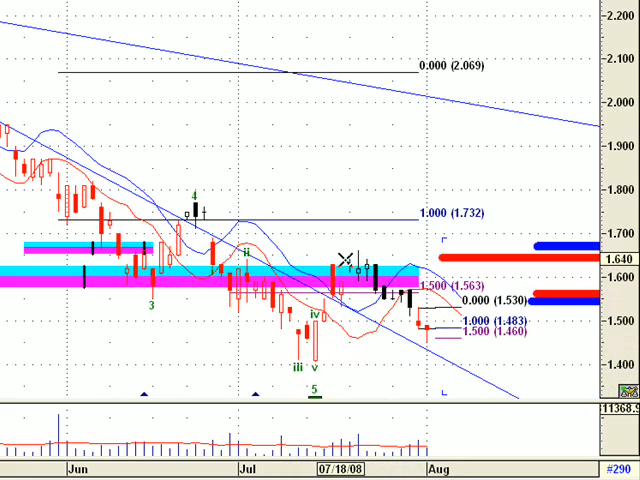 2.200
0.000 (2.069)
2.100
2.000
1.900
1.800
4
1.000 (1.732)
1.700
ii
i
1.640
1.500 (1.563)
1.600
3
0.000 (1.530)
iv
1.000 (1.483)
1.500
1.500 (1.460)
iii
v
1.400
5
11368.9
Jun
Jul
07/18/08
Aug
#290